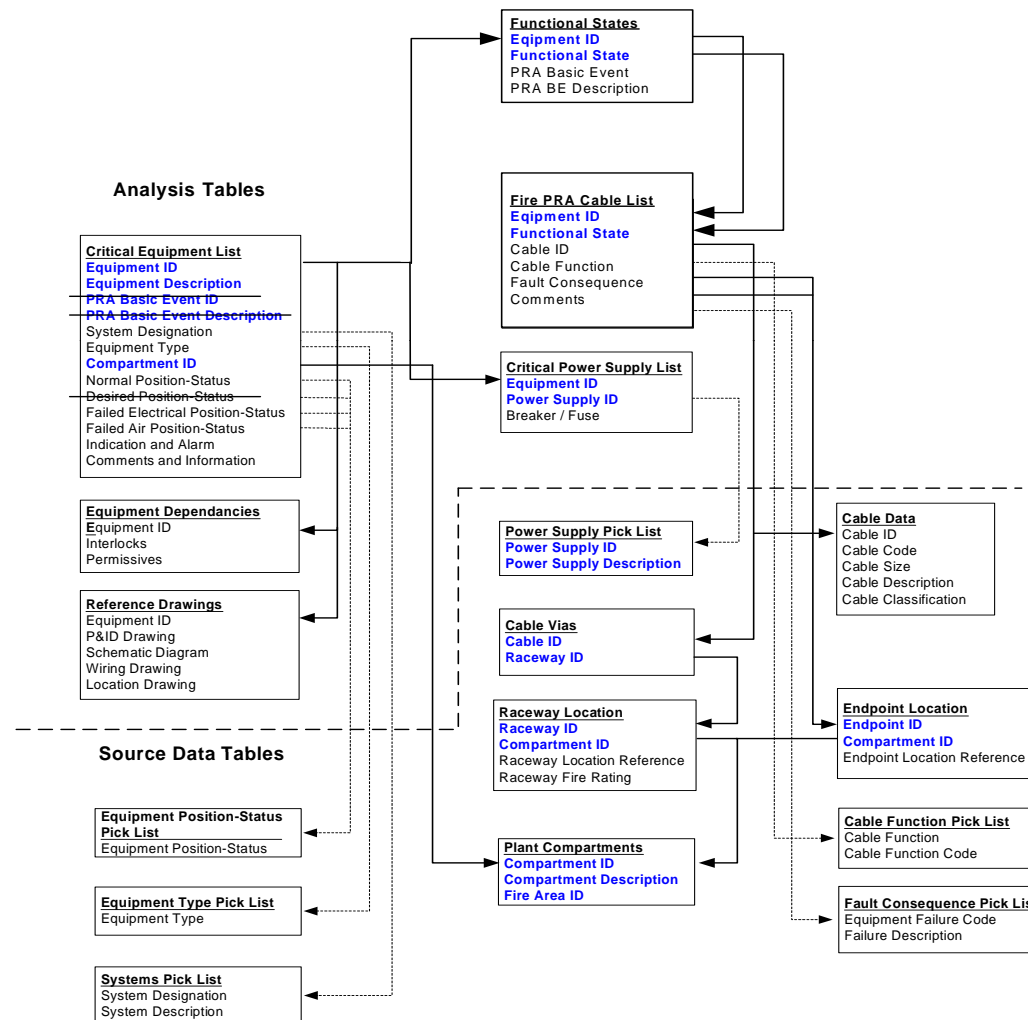 Functional States
Eqipment ID
Functional State
PRA Basic Event
PRA BE Description
Analysis Tables
Fire PRA Cable List
Eqipment ID
Functional State
Cable ID
Cable Function
Fault Consequence
Comments
Critical Equipment List
Equipment ID
Equipment Description
PRA Basic Event ID
PRA Basic Event Description
System Designation
Equipment Type
Compartment ID
Normal Position-Status
Desired Position-Status
Failed Electrical Position-Status
Failed Air Position-Status
Indication and Alarm
Comments and Information
Critical Power Supply List
Equipment ID
Power Supply ID
Breaker / Fuse
Equipment Dependancies
Equipment ID
Interlocks
Permissives
Power Supply Pick List
Power Supply ID
Power Supply Description
Cable Data
Cable ID
Cable Code
Cable Size
Cable Description
Cable Classification
Reference Drawings
Equipment ID
P&ID Drawing
Schematic Diagram
Wiring Drawing
Location Drawing
Cable Vias
Cable ID
Raceway ID
Raceway Location
Raceway ID
Compartment ID
Raceway Location Reference
Raceway Fire Rating
Endpoint Location
Endpoint ID
Compartment ID
Endpoint Location Reference
Source Data Tables
Equipment Position-Status
Pick List
Equipment Position-Status
Plant Compartments
Compartment ID
Compartment Description
Fire Area ID
Cable Function Pick List
Cable Function
Cable Function Code
Equipment Type Pick List
Equipment Type
Fault Consequence Pick Lis
Equipment Failure Code
Failure Description
Systems Pick List
System Designation
System Description